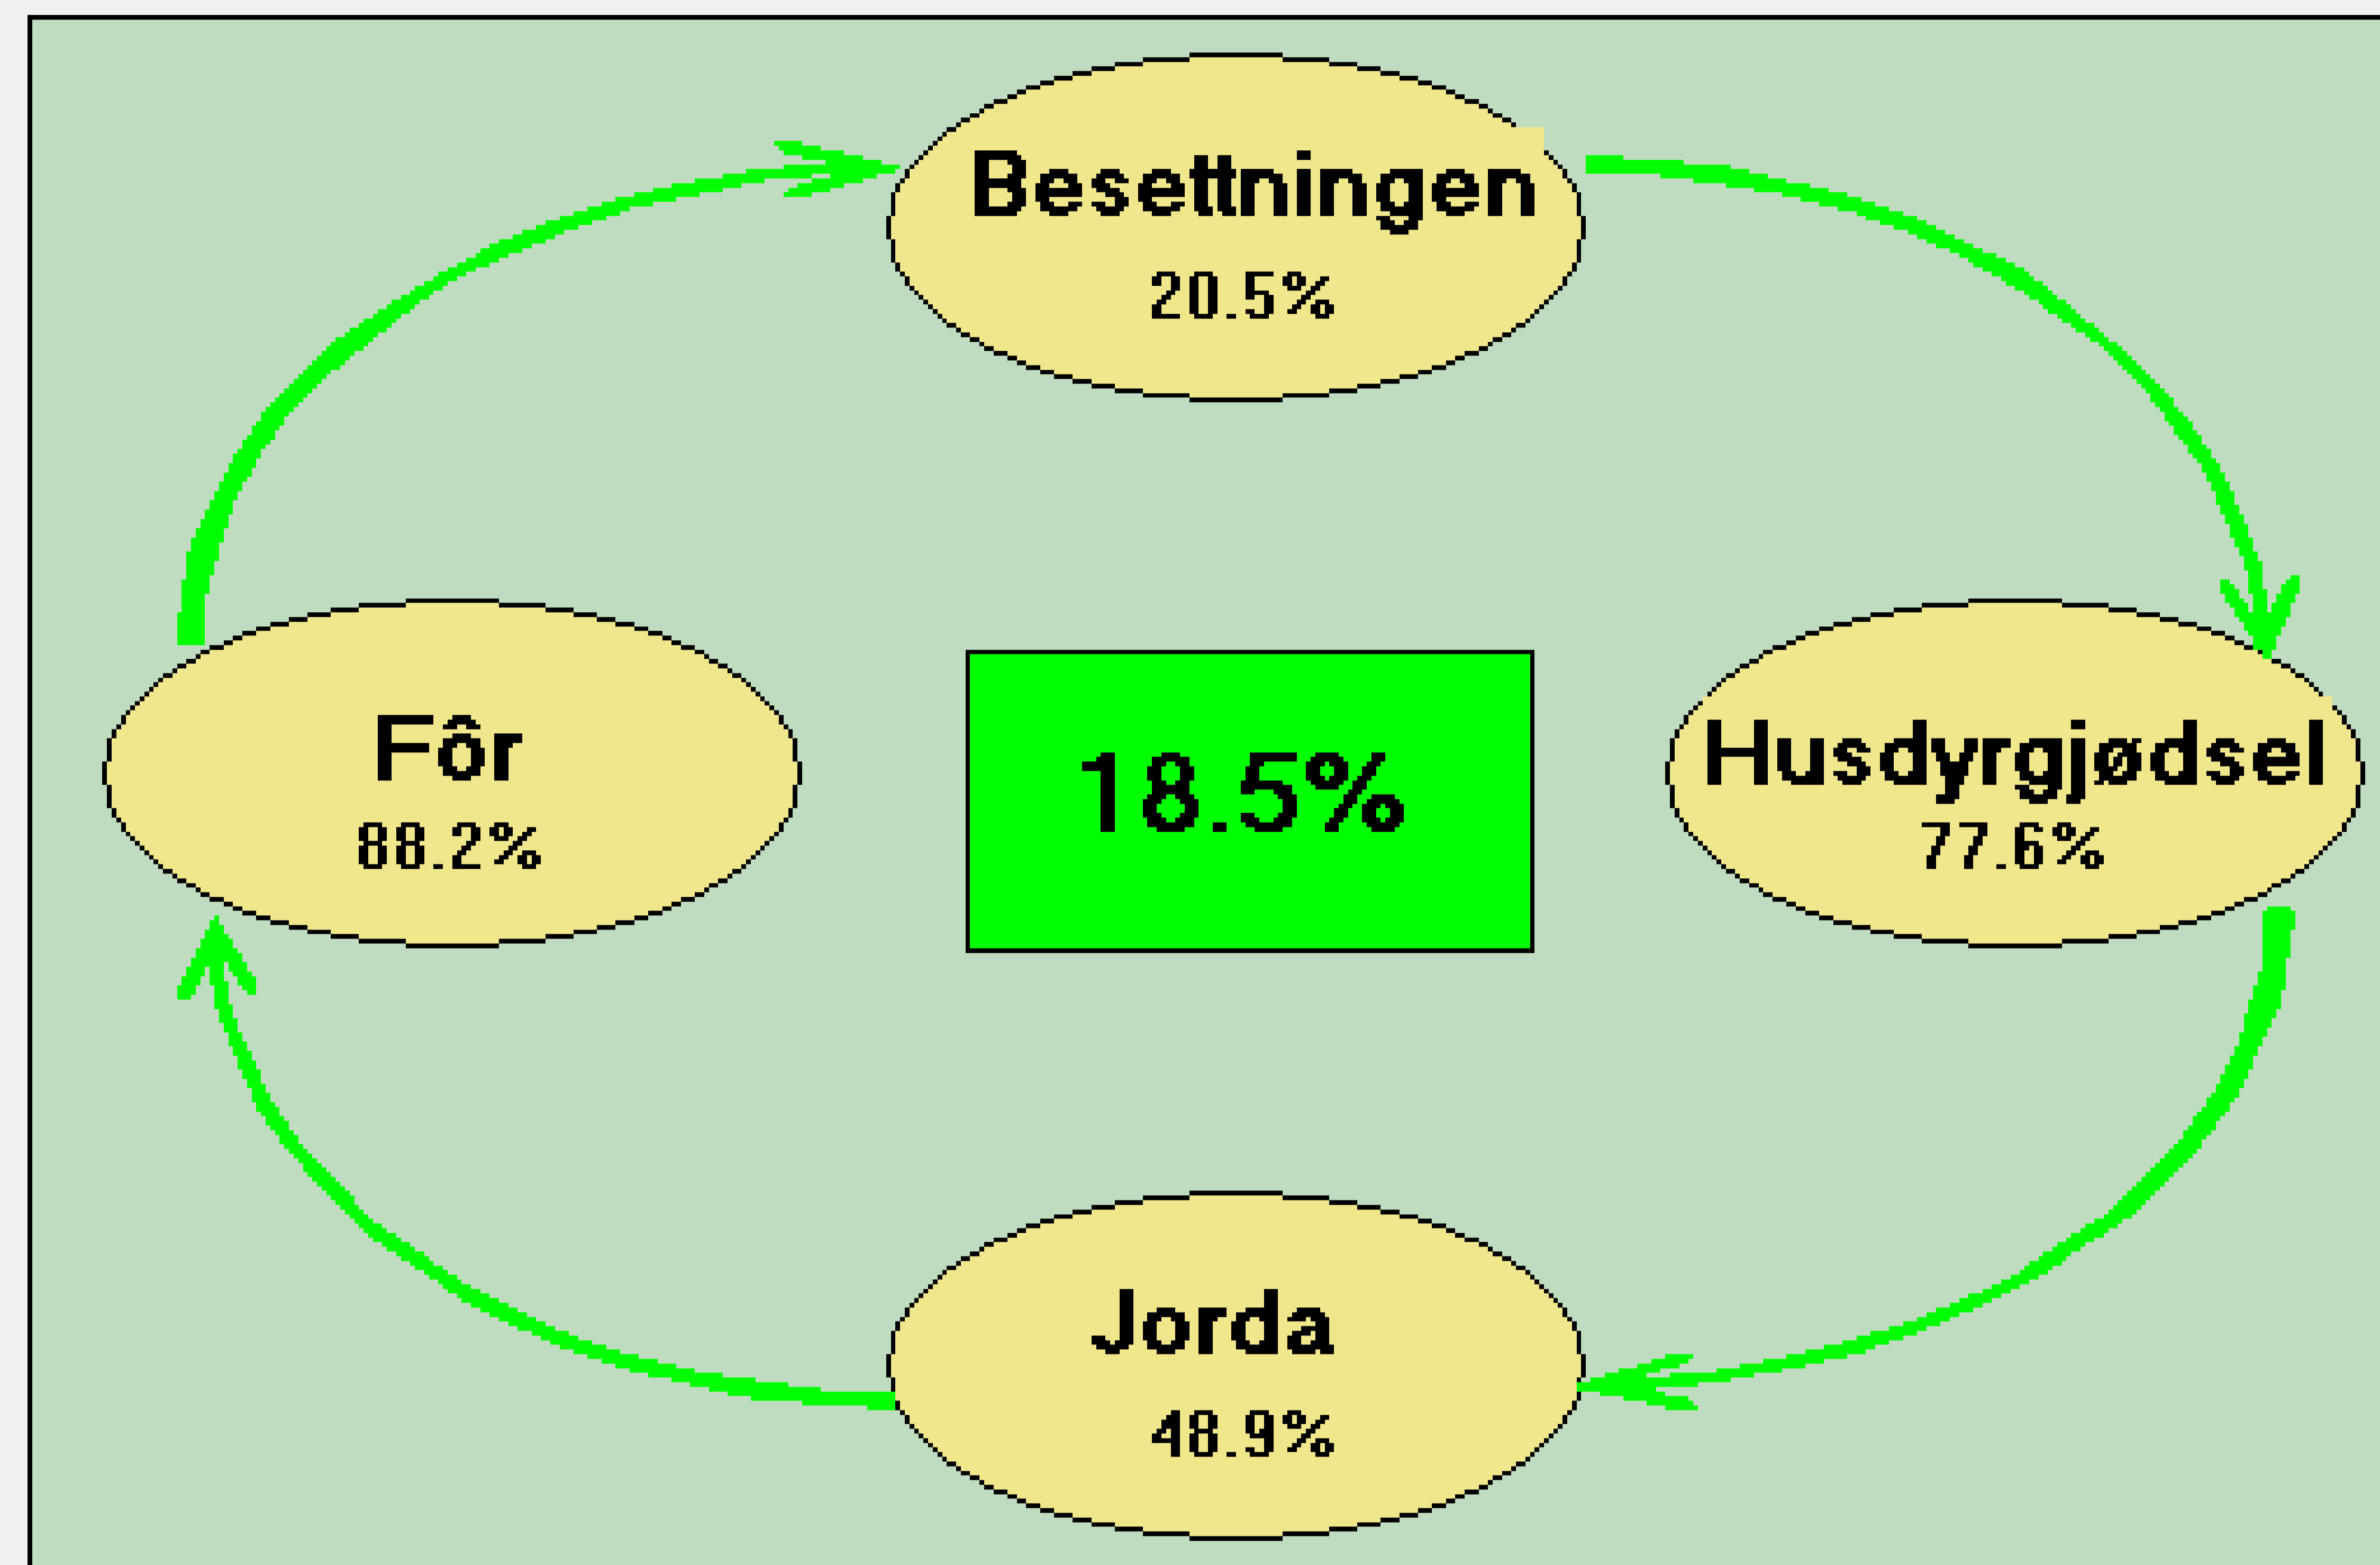 Besettningen
20.5%
Fôr
88.2%
18.5%
Husdyrgjødsel
77.6%
Jorda
48.9%